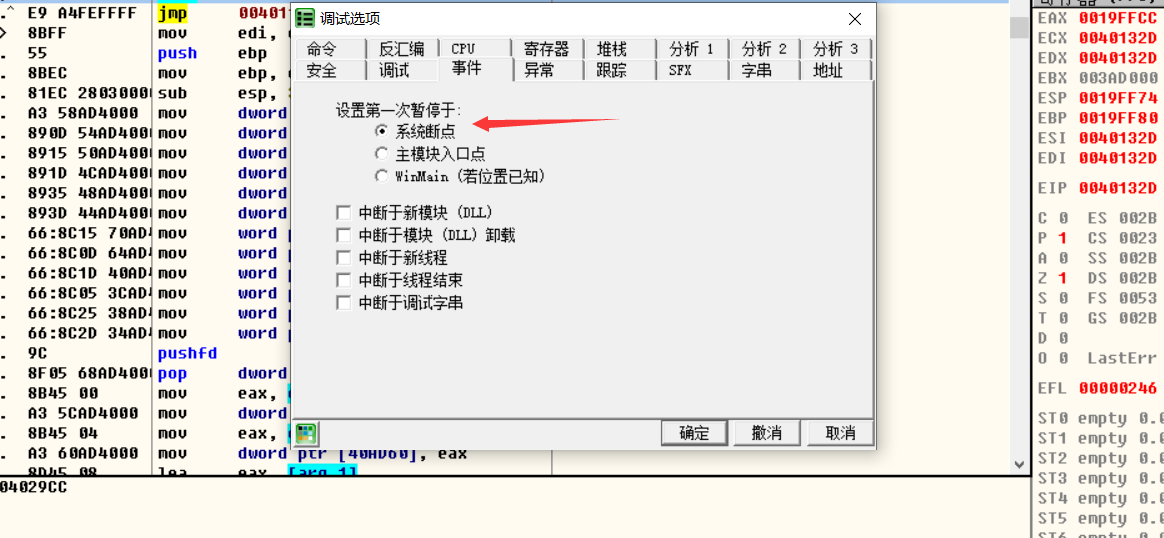 E9 A4FEFFFF jmp
8BFF mov edi,
55 push ebp
8BEC mov ebp,
81EC 28030000 sub esp,
A3 58AD4000 mov dword
890D 54AD400 mov dword
8915 50AD400 mov dword
891D 4CAD400 mov dword
8935 48AD400 mov dword
893D 44AD400 mov dword
66:8C15 70AD4 mov word
66:8C0D 64AD4 mov word
66:8C1D 40AD4 mov word
66:8C05 3CAD4 mov word
66:8C25 38AD4 mov word
66:8C2D 34AD4 mov word
9C pushfd
8F05 68AD400 pop dword
8B45 00 mov eax,
A3 5CAD4000 mov dword
8B45 04 mov eax,
A3 60AD4000 mov dword ptr [40AD60], eax
8D45 08 lea eax, [arg.1]
04029CC
调试选项
命令 反汇编 CPU 寄存器 堆栈 分析 1 分析 2 分析 3
安全 调试 事件 异常 跟踪 SFX 字串 地址
设置第一次暂停于:
系统断点
主模块入口点
WinMain (若位置已知)
中断于新模块 (DLL)
中断于模块 (DLL) 卸载
中断于新线程
中断于线程结束
中断于调试字串
确定 撤消 取消
EAX 0019FFCC
ECX 0040132D
EDX 0040132D
EBX 003AD000
ESP 0019FF74
EBP 0019FF80
ESI 0040132D
EDI 0040132D
EIP 0040132D
C 0 ES 002B
P 1 CS 0023
A 0 SS 002B
Z 1 DS 002B
S 0 FS 0053
T 0 GS 002B
D 0
O 0 LastErr
EFL 00000246
ST0 empty 0.0
ST1 empty 0.0
ST2 empty 0.0
ST3 empty 0.0
ST4 empty 0.0
ST5 empty 0.0